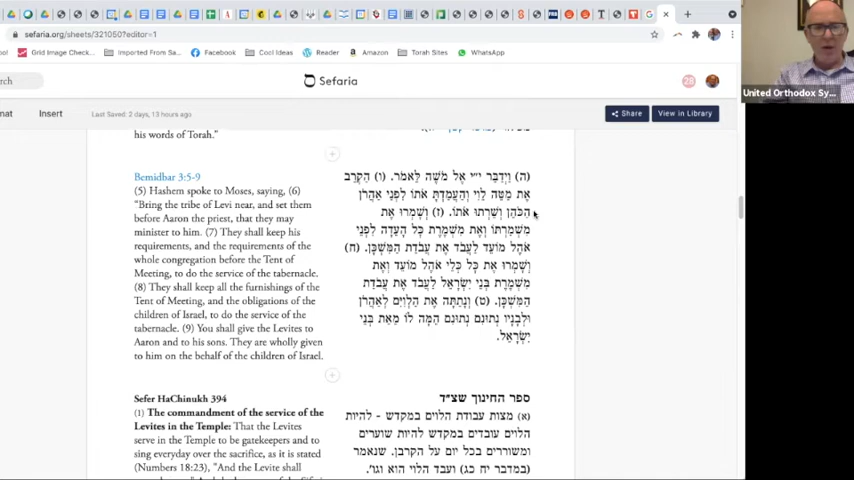 sefaria.org/sheets/321050?editor=1
Grid Image Check...
Imported From Sa...
Cool Ideas
Facebook
Reader
Amazon
Torah Sites
WhatsApp
rch
Sefaria
28
United Orthodox Sy...
mat
Insert
Last Saved: 2 days, 13 hours ago
Share
View in Library
his words of Torah."
Bemidbar 3:5-9
(5) Hashem spoke to Moses, saying, (6)
"Bring the tribe of Levi near, and set them
before Aaron the priest, that they may
minister to him. (7) They shall keep his
requirements, and the requirements of the
whole congregation before the Tent of
Meeting, to do the service of the tabernacle.
(8) They shall keep all the furnishings of the
Tent of Meeting, and the obligations of the
children of Israel, to do the service of the
tabernacle. (9) You shall give the Levites to
Aaron and to his sons. They are wholly given
to him on the behalf of the children of Israel.
(ה) וַיְדַבֵּר יי״י אֶל מֹשֶׁה לֵּאמֹר. (ו) הַקְרֵב
אֶת מַטֵּה לֵוִי וְהַעֲמַדְתָּ אֹתוֹ לִפְנֵי אַהֲרֹן
הַכֹּהֵן וְשֵׁרְתוּ אֹתוֹ. (ז) וְשָׁמְרוּ אֶת
מִשְׁמַרְתּוֹ וְאֶת מִשְׁמֶרֶת כָּל הָעֵדָה לִפְנֵי
אֹהֶל מוֹעֵד לַעֲבֹד אֶת עֲבֹדַת הַמִּשְׁכָּן. (ח)
וְשָׁמְרוּ אֶת כָּל כְּלֵי אֹהֶל מוֹעֵד וְאֶת
מִשְׁמֶרֶת בְּנֵי יִשְׂרָאֵל לַעֲבֹד אֶת עֲבֹדַת
הַמִּשְׁכָּן. (ט) וְנָתַתָּה אֶת הַלְוִיִּם לְאַהֲרֹן
וּלְבָנָיו נְתוּנִם נְתוּנִם הֵמָּה לוֹ מֵאֵת בְּנֵי
יִשְׂרָאֵל.
Sefer HaChinukh 394
(1) The commandment of the service of the
Levites in the Temple: That the Levites
serve in the Temple to be gatekeepers and to
sing everyday over the sacrifice, as it is stated
(Numbers 18:23), "And the Levite shall
ספר החינוך שצ״ד
(א) מצות עבודת הלוים במקדש - להיות
הלוים עובדים במקדש להיות שוערים
ומשוררים בכל יום על הקרבן. שנאמר
(במדבר יח כג) ועבד הלוי הוא וגו׳.